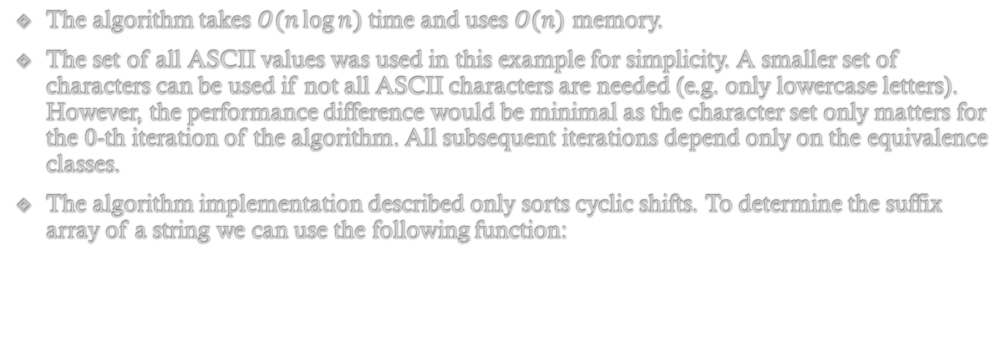 The algorithm takes O(n log n) time and uses O(n) memory.
The set of all ASCII values was used in this example for simplicity. A smaller set of
characters can be used if not all ASCII characters are needed (e.g. only lowercase letters).
However, the performance difference would be minimal as the character set only matters for
the 0-th iteration of the algorithm. All subsequent iterations depend only on the equivalence
classes.
The algorithm implementation described only sorts cyclic shifts. To determine the suffix
array of a string we can use the following function: